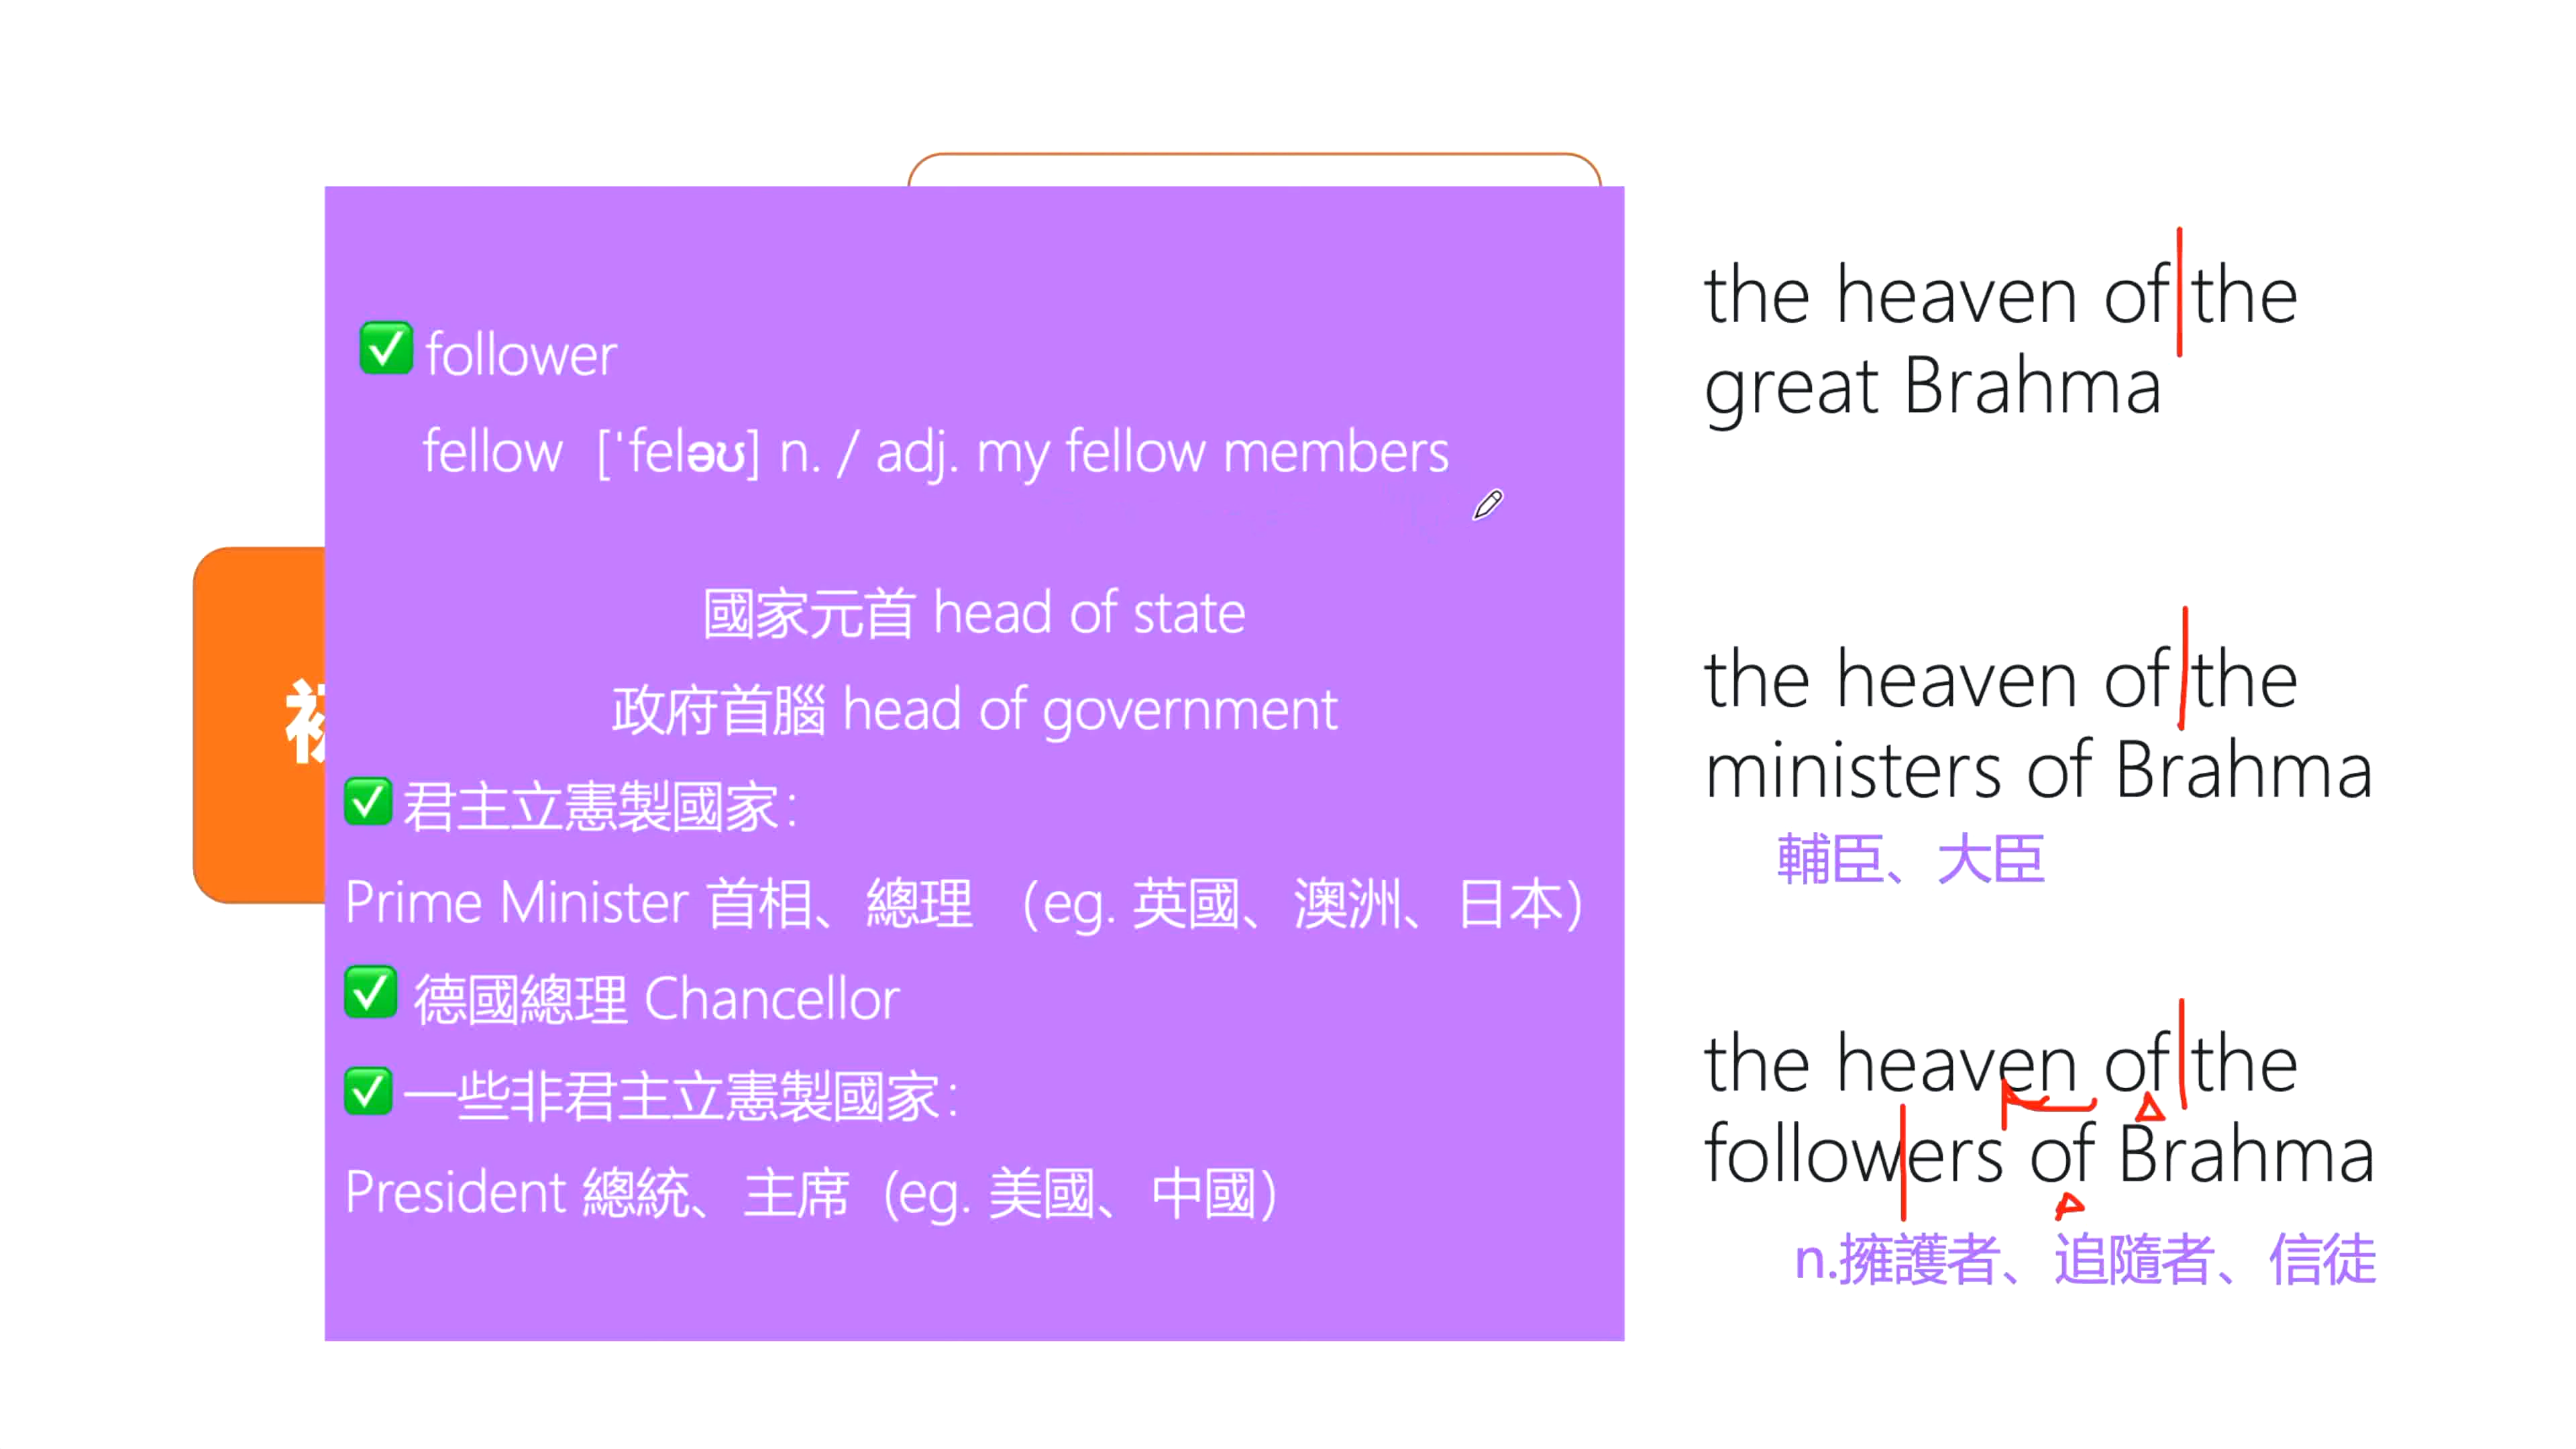 follower
fellow ['feləʊ] n. / adj. my fellow members
國家元首 head of state
政府首腦 head of government
君主立憲製國家：
Prime Minister 首相、總理 （eg. 英國、澳洲、日本）
德國總理 Chancellor
一些非君主立憲製國家：
President 總統、主席 (eg. 美國、中國）
the heaven of the
great Brahma
the heaven of the
ministers of Brahma
輔臣、大臣
the heaven of the
followers of Brahma
n.擁護者、追隨者、信徒